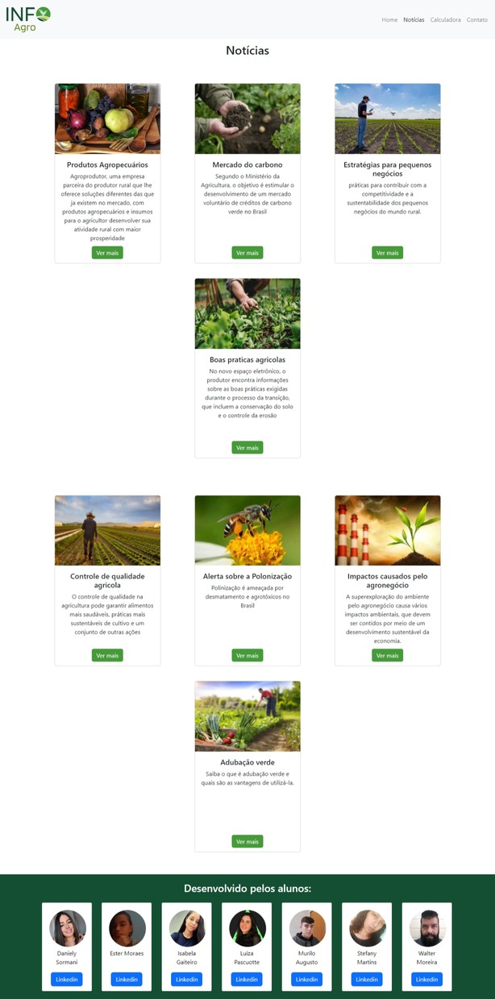 INFO
Agro
Home Notícias Calculadora Contato
Notícias
Produtos Agropecuários
Agroprodutor, uma empresa
parceira do produtor rural que lhe
oferece soluções diferentes das que
ja existem no mercado, com
produtos agropecuários e insumos
para o agricultor desenvolver sua
atividade rural com maior
prosperidade
Ver mais
Mercado do carbono
Segundo o Ministério da
Agricultura, o objetivo é estimular o
desenvolvimento de um mercado
voluntário de créditos de carbono
verde no Brasil
Ver mais
Estratégias para pequenos
negócios
práticas para contribuir com a
competitividade e a
sustentabilidade dos pequenos
negócios do mundo rural.
Ver mais
Boas praticas agricolas
No novo espaço eletrônico, o
produtor encontra informações
sobre as boas práticas exigidas
durante o processo da transição,
que incluem a conservação do solo
e o controle da erosão
Ver mais
Controle de qualidade
agricola
O controle de qualidade na
agricultura pode garantir alimentos
mais saudáveis, práticas mais
sustentáveis de cultivo e um
conjunto de outras ações
Ver mais
Alerta sobre a Polonização
Polinização é ameaçada por
desmatamento e agrotóxicos no
Brasil
Ver mais
Impactos causados pelo
agronegócio
A superexploração do ambiente
pelo agronegócio causa vários
impactos ambientais, que devem
ser contidos por meio de um
desenvolvimento sustentável da
economia.
Ver mais
Adubação verde
Saiba o que é adubação verde e
quais são as vantagens de utilizá-la.
Ver mais
Desenvolvido pelos alunos:
Daniely
Sormani
Linkedin
Ester Moraes
Linkedin
Isabela
Gaiteiro
Linkedin
Luiza
Pascuotte
Linkedin
Murilo
Augusto
Linkedin
Stefany
Martins
Linkedin
Walter
Moreira
Linkedin